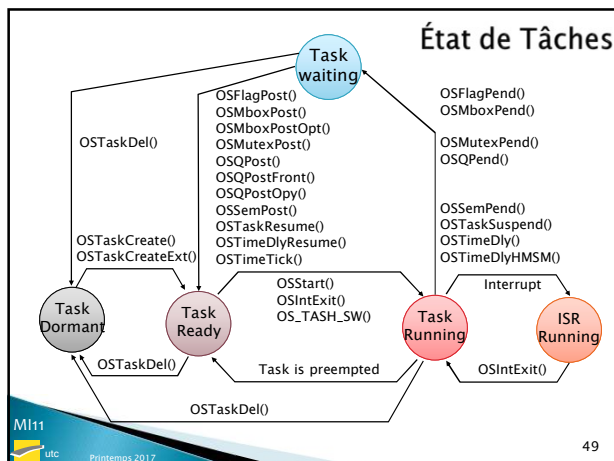 État de Tâches
Task
waiting
OSTaskDel()
OSFlagPost()
OSMboxPost()
OSMboxPostOpt()
OSMutexPost()
OSQPost()
OSQPostFront()
OSQPostOpy()
OSSemPost()
OSTaskResume()
OSTimeDlyResume()
OSTimeTick()
OSFlagPend()
OSMboxPend()
OSMutexPend()
OSQPend()
OSSemPend()
OSTaskSuspend()
OSTimeDly()
OSTimeDlyHMSM()
OSTaskCreate()
OSTaskCreateExt()
OSStart()
OSIntExit()
OS_TASH_SW()
Interrupt
Task
Dormant
Task
Ready
Task
Running
ISR
Running
OSTaskDel()
Task is preempted
OSIntExit()
OSTaskDel()
MI11
utc
Printemps 2017
49